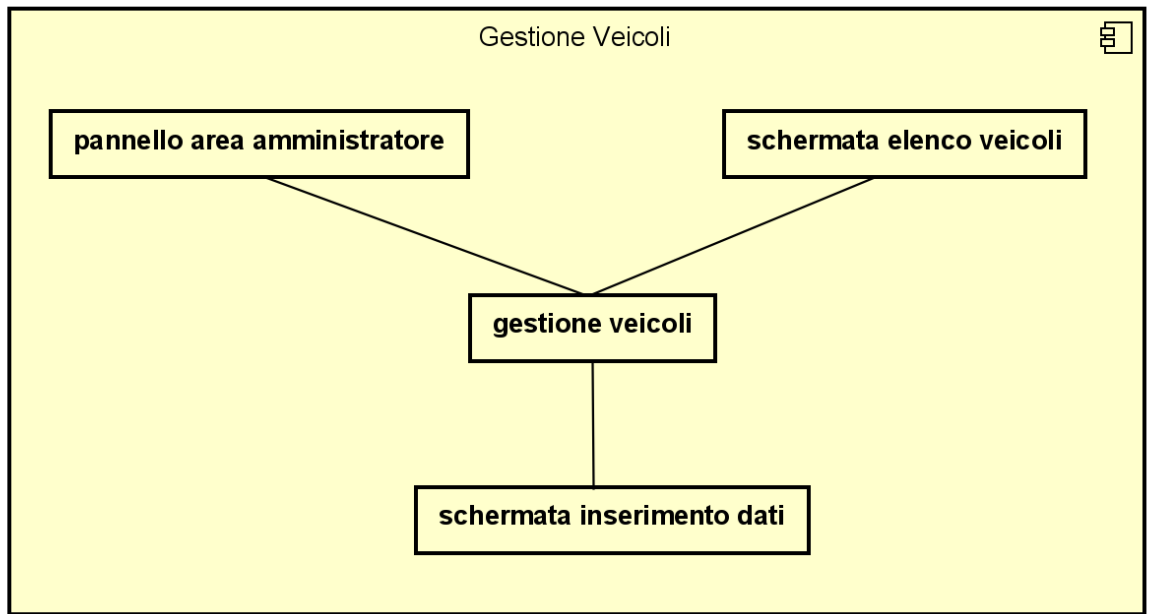 Gestione Veicoli
pannello area amministratore
schermata elenco veicoli
gestione veicoli
schermata inserimento dati